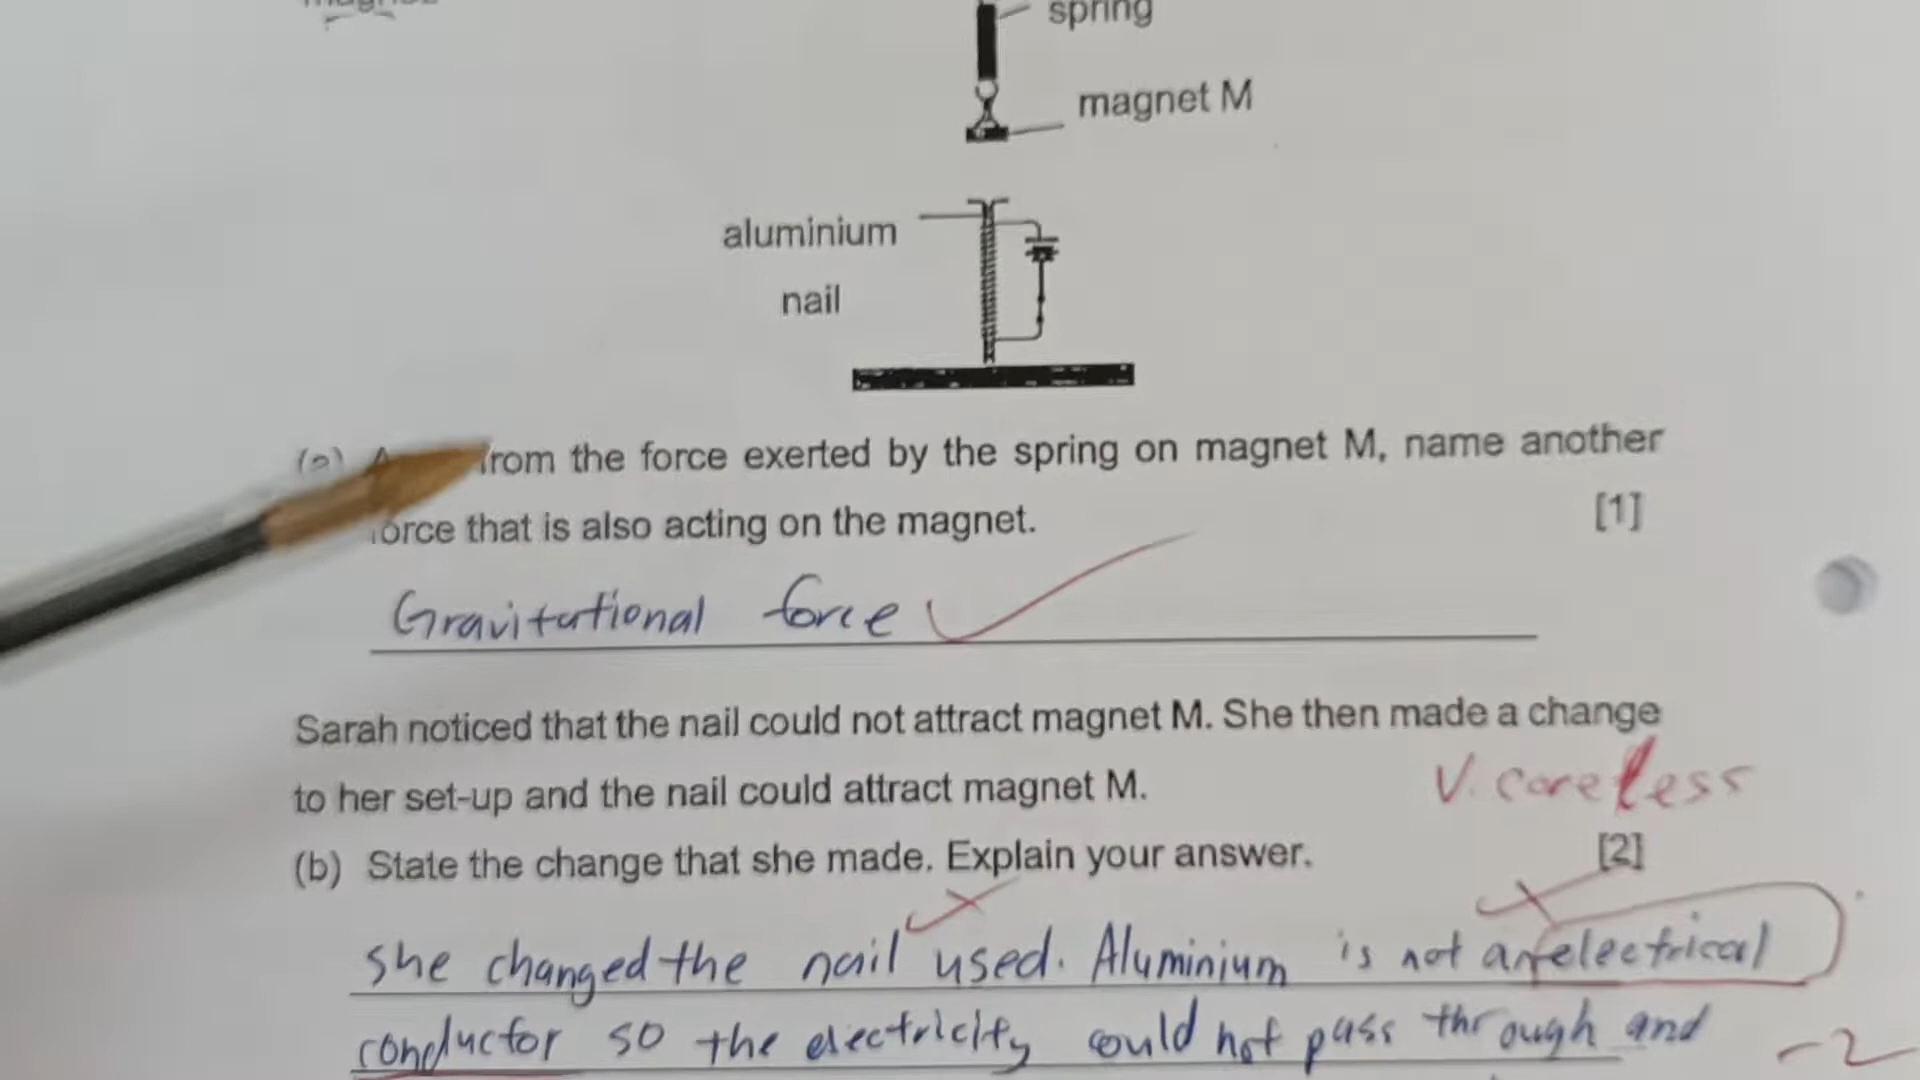 spring
magnet M
aluminium
nail
from the force exerted by the spring on magnet M, name another
force that is also acting on the magnet. [1]
Gravitational force
Sarah noticed that the nail could not attract magnet M. She then made a change
to her set-up and the nail could attract magnet M.
V. careless
(b) State the change that she made. Explain your answer. [2]
she changed the nail used. Aluminium is not an electrical
conductor so the electricity could not pass through and
-2